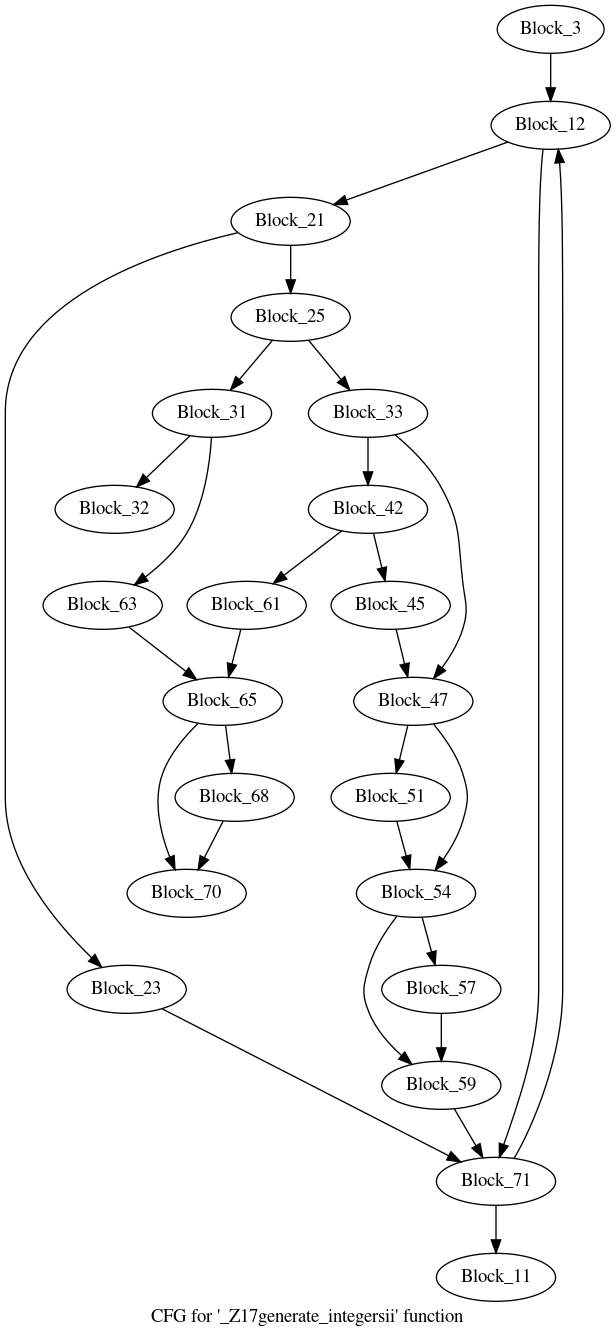 Block_3
Block_12
Block_21
Block_25
Block_31
Block_33
Block_32
Block_42
Block_63
Block_61
Block_45
Block_65
Block_47
Block_68
Block_51
Block_70
Block_54
Block_23
Block_57
Block_59
Block_71
Block_11
CFG for '_Z17generate_integersii' function